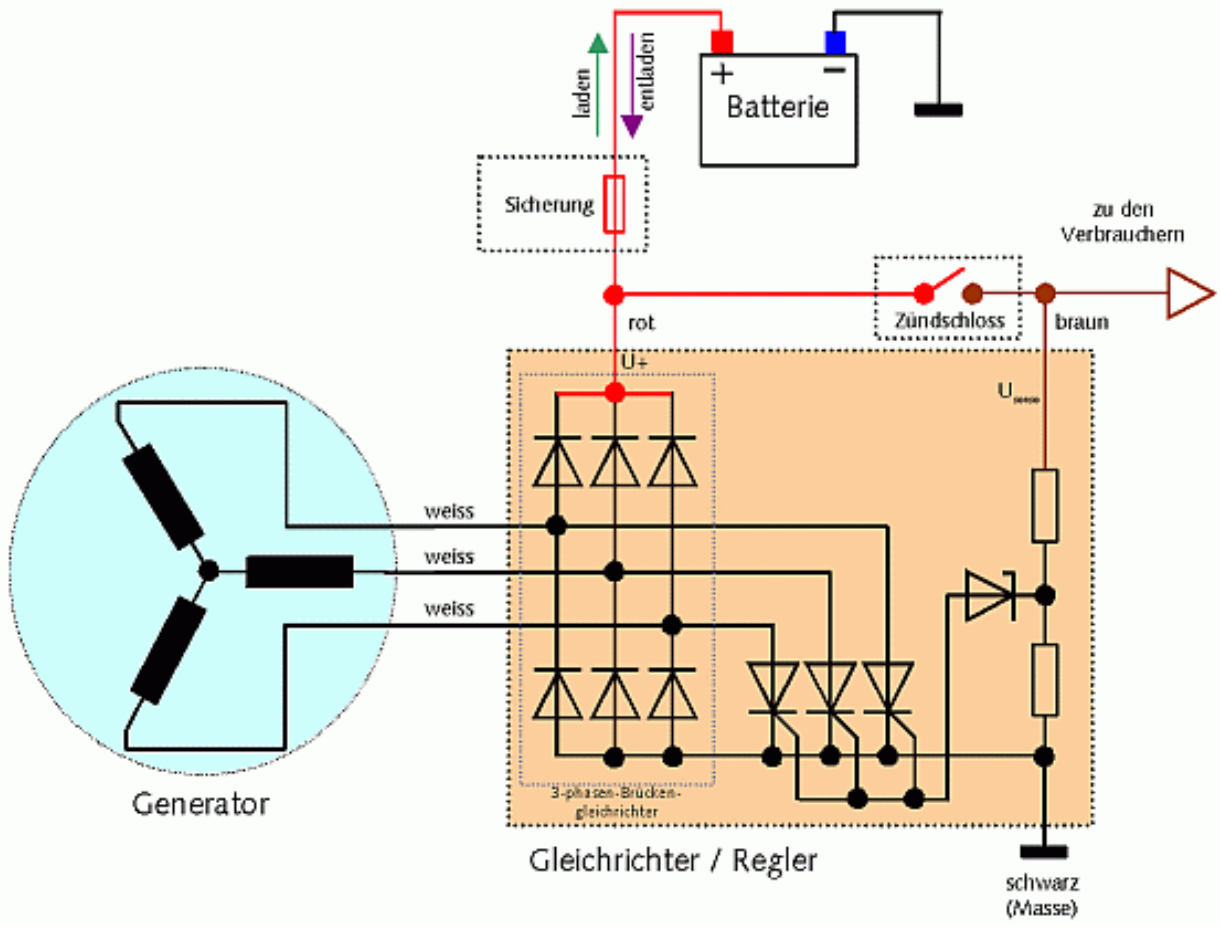 laden
entladen
+
−
Batterie
Sicherung
zu den
Verbrauchern
rot
Zündschloss
braun
U+
U sense
weiss
weiss
weiss
3-phasen-Brücken-
gleichrichter
Generator
Gleichrichter / Regler
schwarz
(Masse)